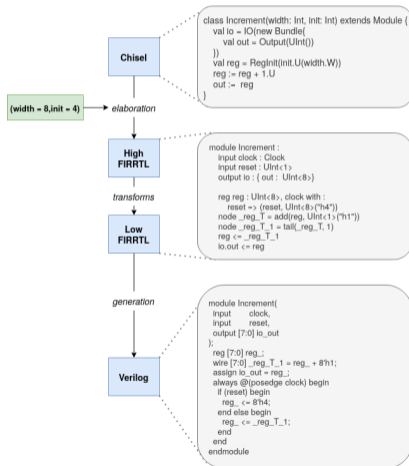 class Increment(width: Int, init: Int) extends Module {
val io = IO(new Bundle{
val out = Output(UInt())
})
val reg = RegInit(init.U(width.W))
reg := reg + 1.U
out := reg
}
Chisel
(width = 8,init = 4)
elaboration
High
FIRRTL
module Increment :
input clock : Clock
input reset : UInt<1>
output io : { out : UInt<8>}
reg reg : UInt<8>, clock with :
reset => (reset, UInt<8>("h4"))
node _reg_T = add(reg, UInt<1>("h1"))
node _reg_T_1 = tail(_reg_T, 1)
reg <= _reg_T_1
io.out <= reg
transforms
Low
FIRRTL
generation
Verilog
module Increment(
input clock,
input reset,
output [7:0] io_out
);
reg [7:0] reg_;
wire [7:0] _reg_T_1 = reg_ + 8'h1;
assign io_out = reg_;
always @(posedge clock) begin
if (reset) begin
reg_ <= 8'h4;
end else begin
reg_ <= _reg_T_1;
end
end
endmodule